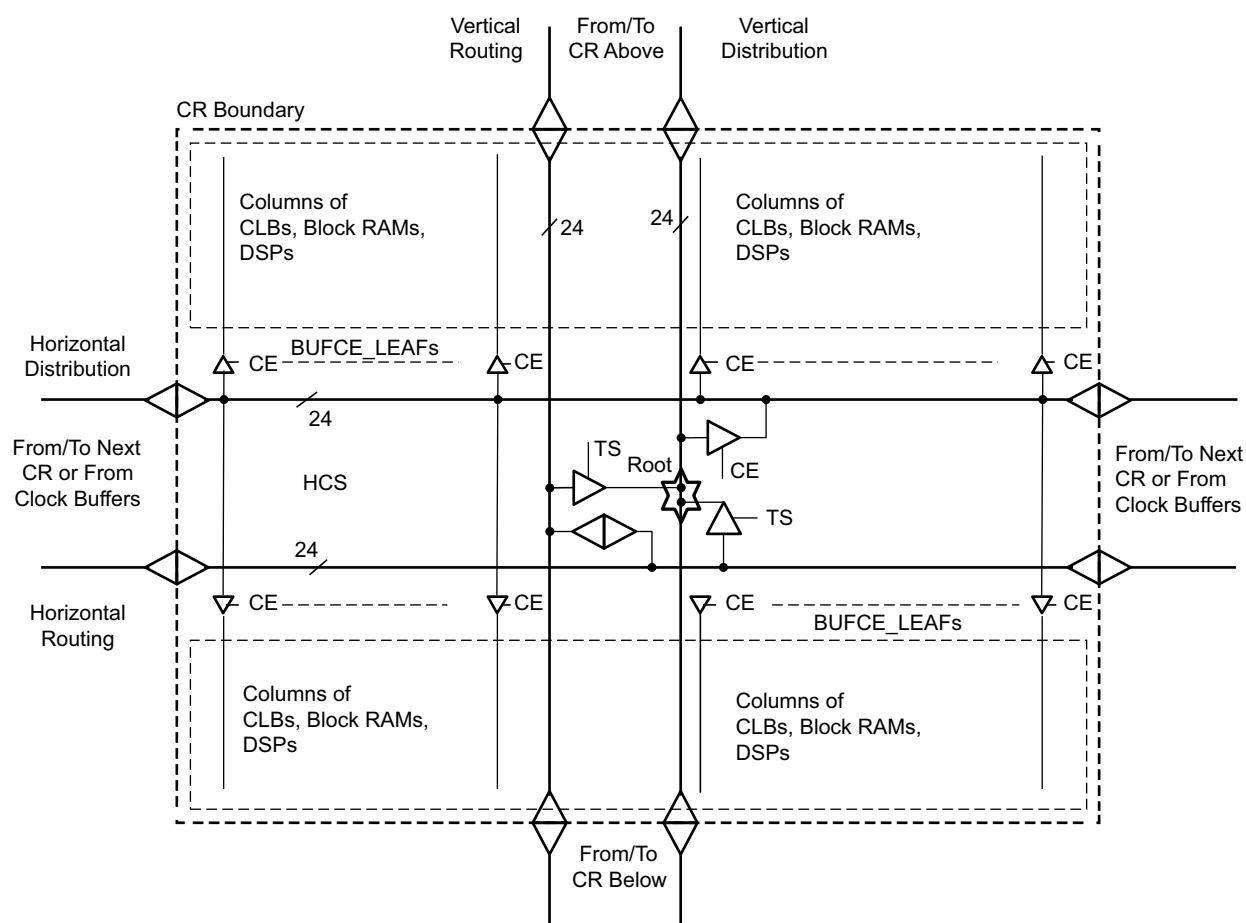 Vertical
Routing
From/To
CR Above
Vertical
Distribution
CR Boundary
Columns of
CLBs, Block RAMs,
DSPs
24
24
Columns of
CLBs, Block RAMs,
DSPs
Horizontal
Distribution
BUFCE_LEAFs
CE
CE
CE
CE
24
From/To Next
CR or From
Clock Buffers
HCS
TS
Root
CE
TS
From/To Next
CR or From
Clock Buffers
24
Horizontal
Routing
CE
CE
CE
CE
BUFCE_LEAFs
Columns of
CLBs, Block RAMs,
DSPs
Columns of
CLBs, Block RAMs,
DSPs
From/To
CR Below